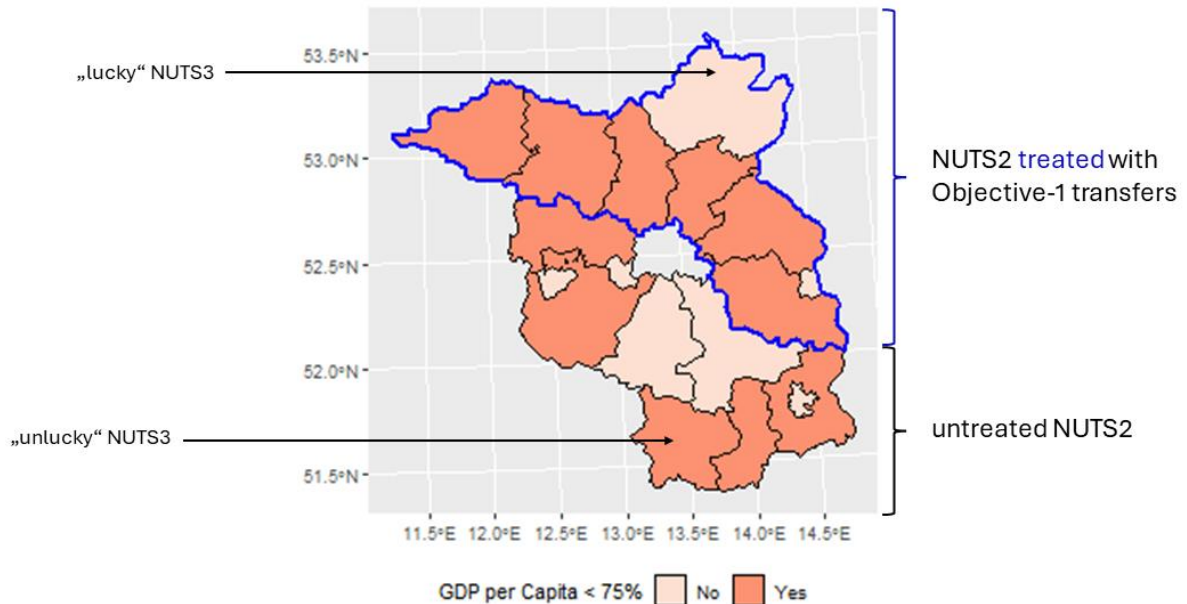 53.5°N
„lucky“ NUTS3
53.0°N
NUTS2 treated with
Objective-1 transfers
52.5°N
52.0°N
„unlucky“ NUTS3
untreated NUTS2
51.5°N
11.5°E 12.0°E 12.5°E 13.0°E 13.5°E 14.0°E 14.5°E
GDP per Capita < 75% No Yes